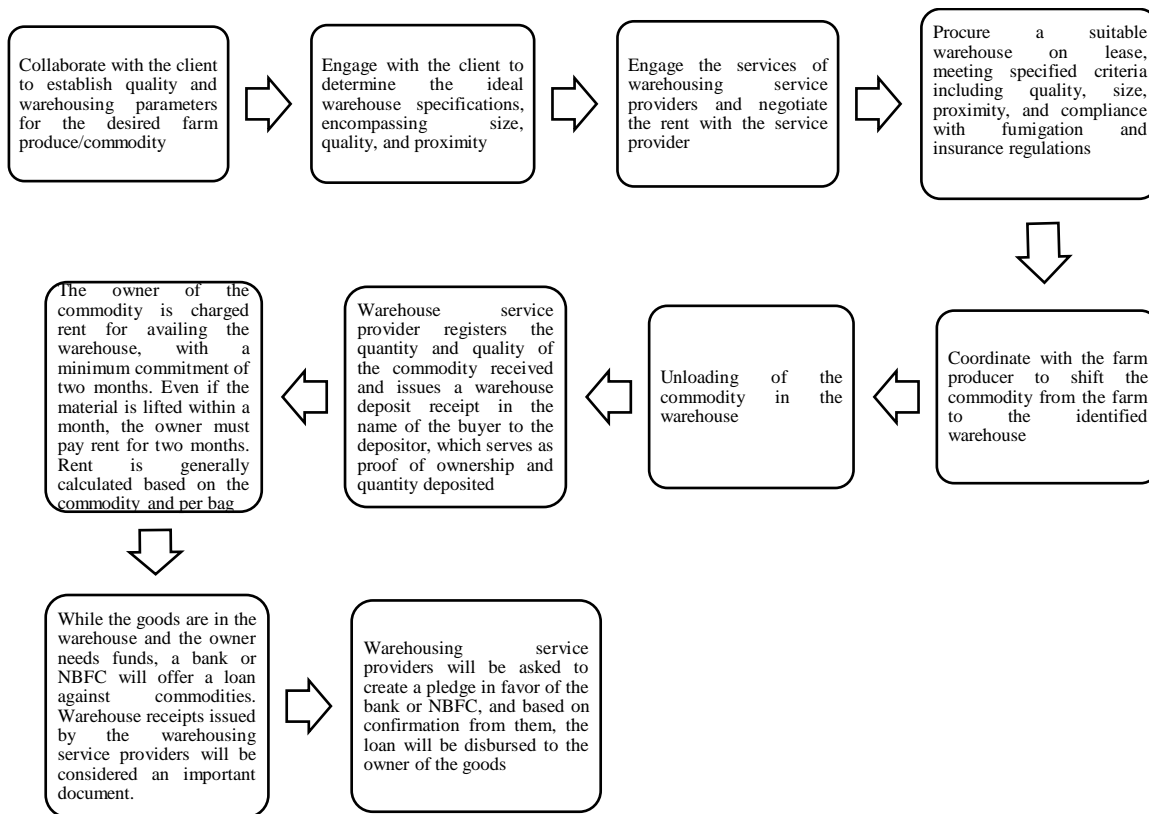 Collaborate with the client
to establish quality and
warehousing parameters
for the desired farm
produce/commodity
Engage with the client to
determine the ideal
warehouse specifications,
encompassing size,
quality, and proximity
Engage the services of
warehousing service
providers and negotiate
the rent with the service
provider
Procure a suitable
warehouse on lease,
meeting specified criteria
including quality, size,
proximity, and compliance
with fumigation and
insurance regulations
Coordinate with the farm
producer to shift the
commodity from the farm
to the identified
warehouse
Unloading of the
commodity in the
warehouse
Warehouse service
provider registers the
quantity and quality of
the commodity received
and issues a warehouse
deposit receipt in the
name of the buyer to the
depositor, which serves as
proof of ownership and
quantity deposited
The owner of the
commodity is charged
rent for availing the
warehouse, with a
minimum commitment of
two months. Even if the
material is lifted within a
month, the owner must
pay rent for two months.
Rent is generally
calculated based on the
commodity and per bag
While the goods are in the
warehouse and the owner
needs funds, a bank or
NBFC will offer a loan
against commodities.
Warehouse receipts issued
by the warehousing
service providers will be
considered an important
document.
Warehousing service
providers will be asked to
create a pledge in favor of the
bank or NBFC, and based on
confirmation from them, the
loan will be disbursed to the
owner of the goods